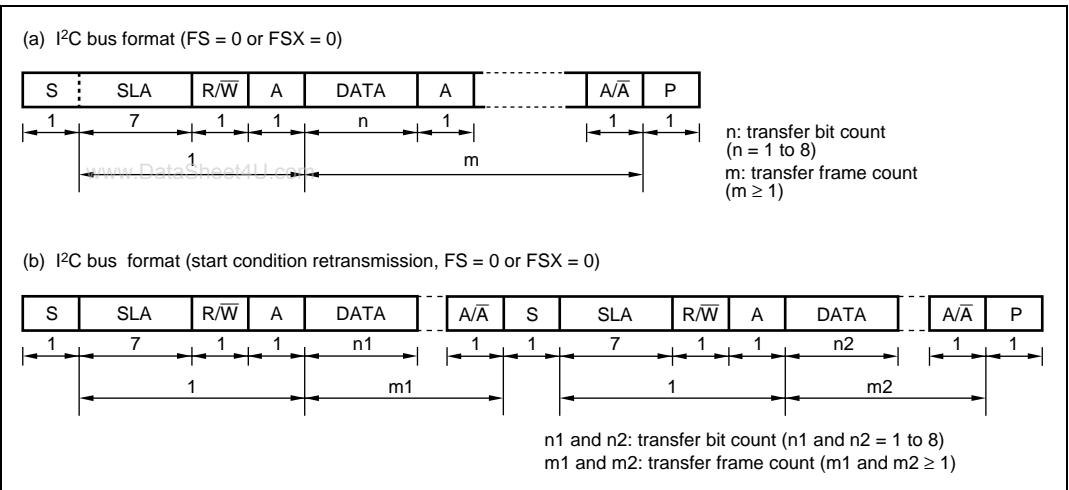 (a) I²C bus format (FS = 0 or FSX = 0)
S SLA R/W̅ A DATA A A/A̅ P
1 7 1 1 n 1 1 1
1 m
n: transfer bit count
(n = 1 to 8)
m: transfer frame count
(m ≥ 1)
www.DataSheet4U.com
(b) I²C bus format (start condition retransmission, FS = 0 or FSX = 0)
S SLA R/W̅ A DATA A/A̅ S SLA R/W̅ A DATA A/A̅ P
1 7 1 1 n1 1 1 7 1 1 n2 1 1
1 m1 1 m2
n1 and n2: transfer bit count (n1 and n2 = 1 to 8)
m1 and m2: transfer frame count (m1 and m2 ≥ 1)